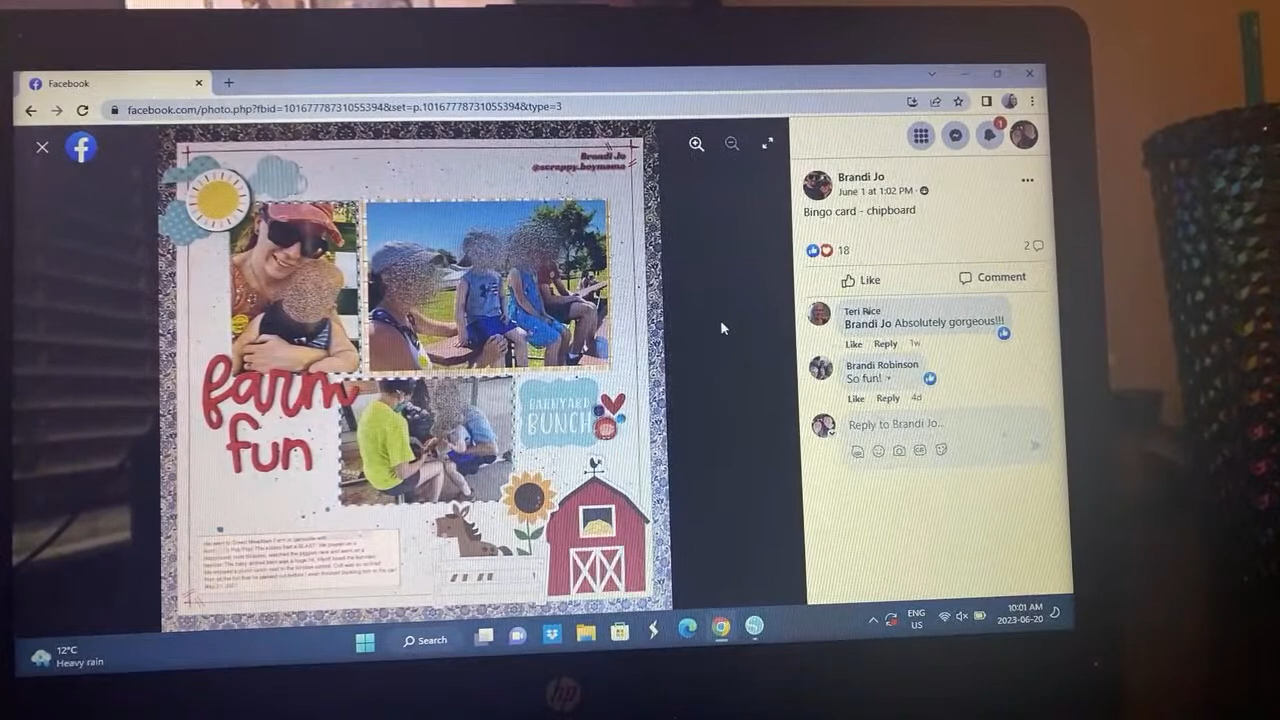 Facebook
facebook.com/photo.php?fbid=10167778731055394&set=p.10167778731055394&type=3
1
Brandi Jo
@scrappy.boymama
farm
fun
BARNYARD
BUNCH
Brandi Jo
June 1 at 1:02 PM
Bingo card - chipboard
18
2
Like
Comment
Teri Rice
Brandi Jo Absolutely gorgeous!!!
Like Reply 1w
Brandi Robinson
So fun!
Like Reply 4d
Reply to Brandi Jo...
GIF
12°C
Heavy rain
Search
ENG
US
10:01 AM
2023-06-20
hp